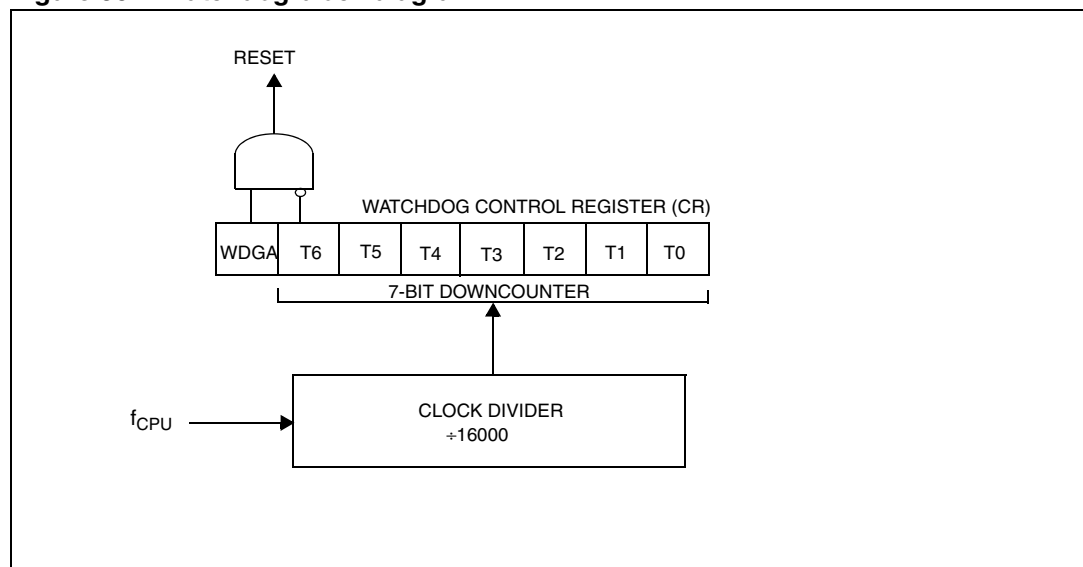 RESET
WATCHDOG CONTROL REGISTER (CR)
WDGA T6 T5 T4 T3 T2 T1 T0
7-BIT DOWNCOUNTER
fCPU
CLOCK DIVIDER
÷16000